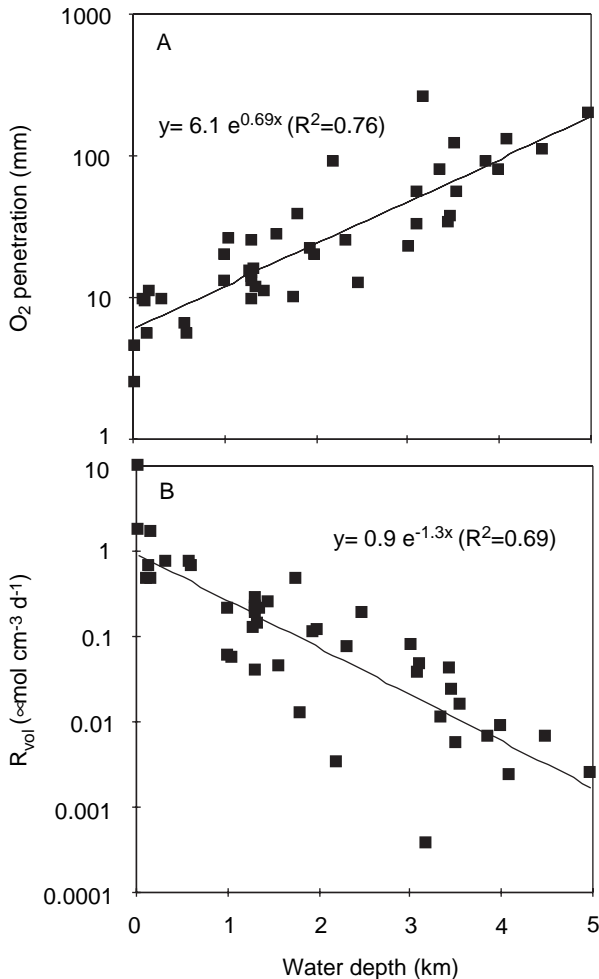 1000
A
y= 6.1 e^0.69x (R²=0.76)
100
O₂ penetration (mm)
10
1
10
B
y= 0.9 e^-1.3x (R²=0.69)
1
0.1
R_vol (∝mol cm⁻³ d⁻¹)
0.01
0.001
0.0001
0 1 2 3 4 5
Water depth (km)